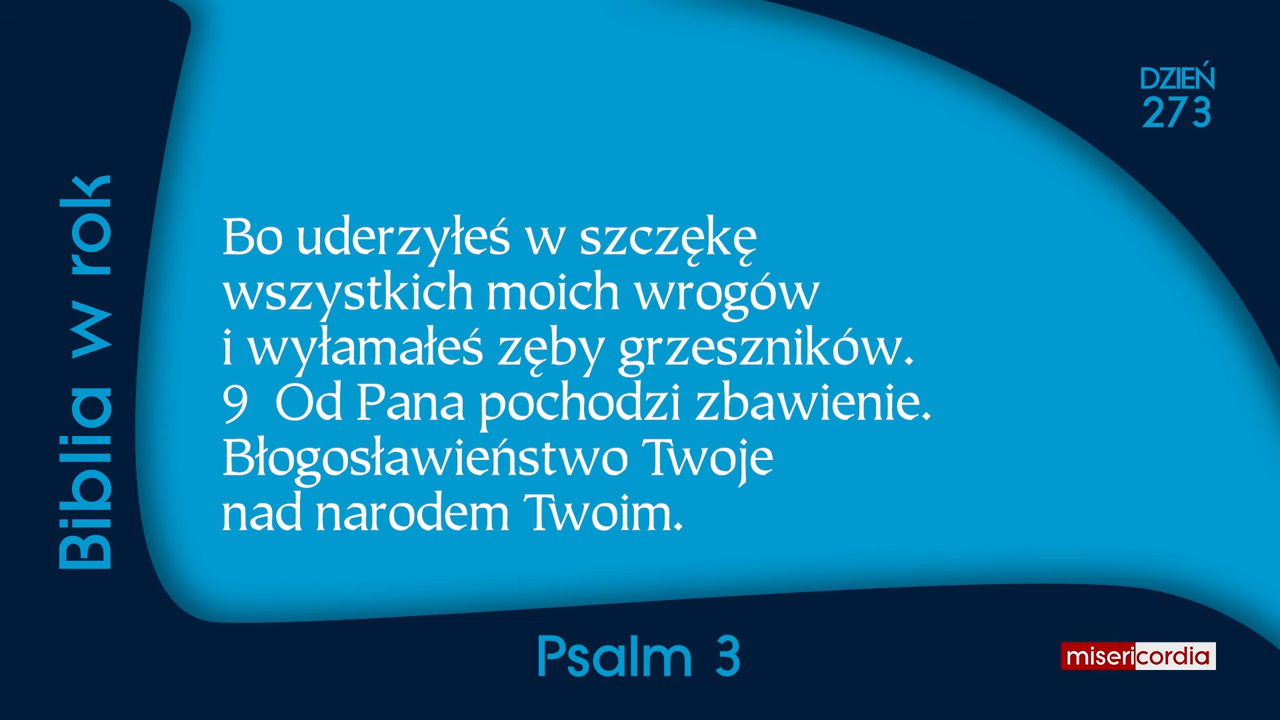 DZIEŃ
273
Biblia w rok
Bo uderzyłeś w szczękę
wszystkich moich wrogów
i wyłamałeś zęby grzeszników.
9 Od Pana pochodzi zbawienie.
Błogosławieństwo Twoje
nad narodem Twoim.
Psalm 3
misericordia